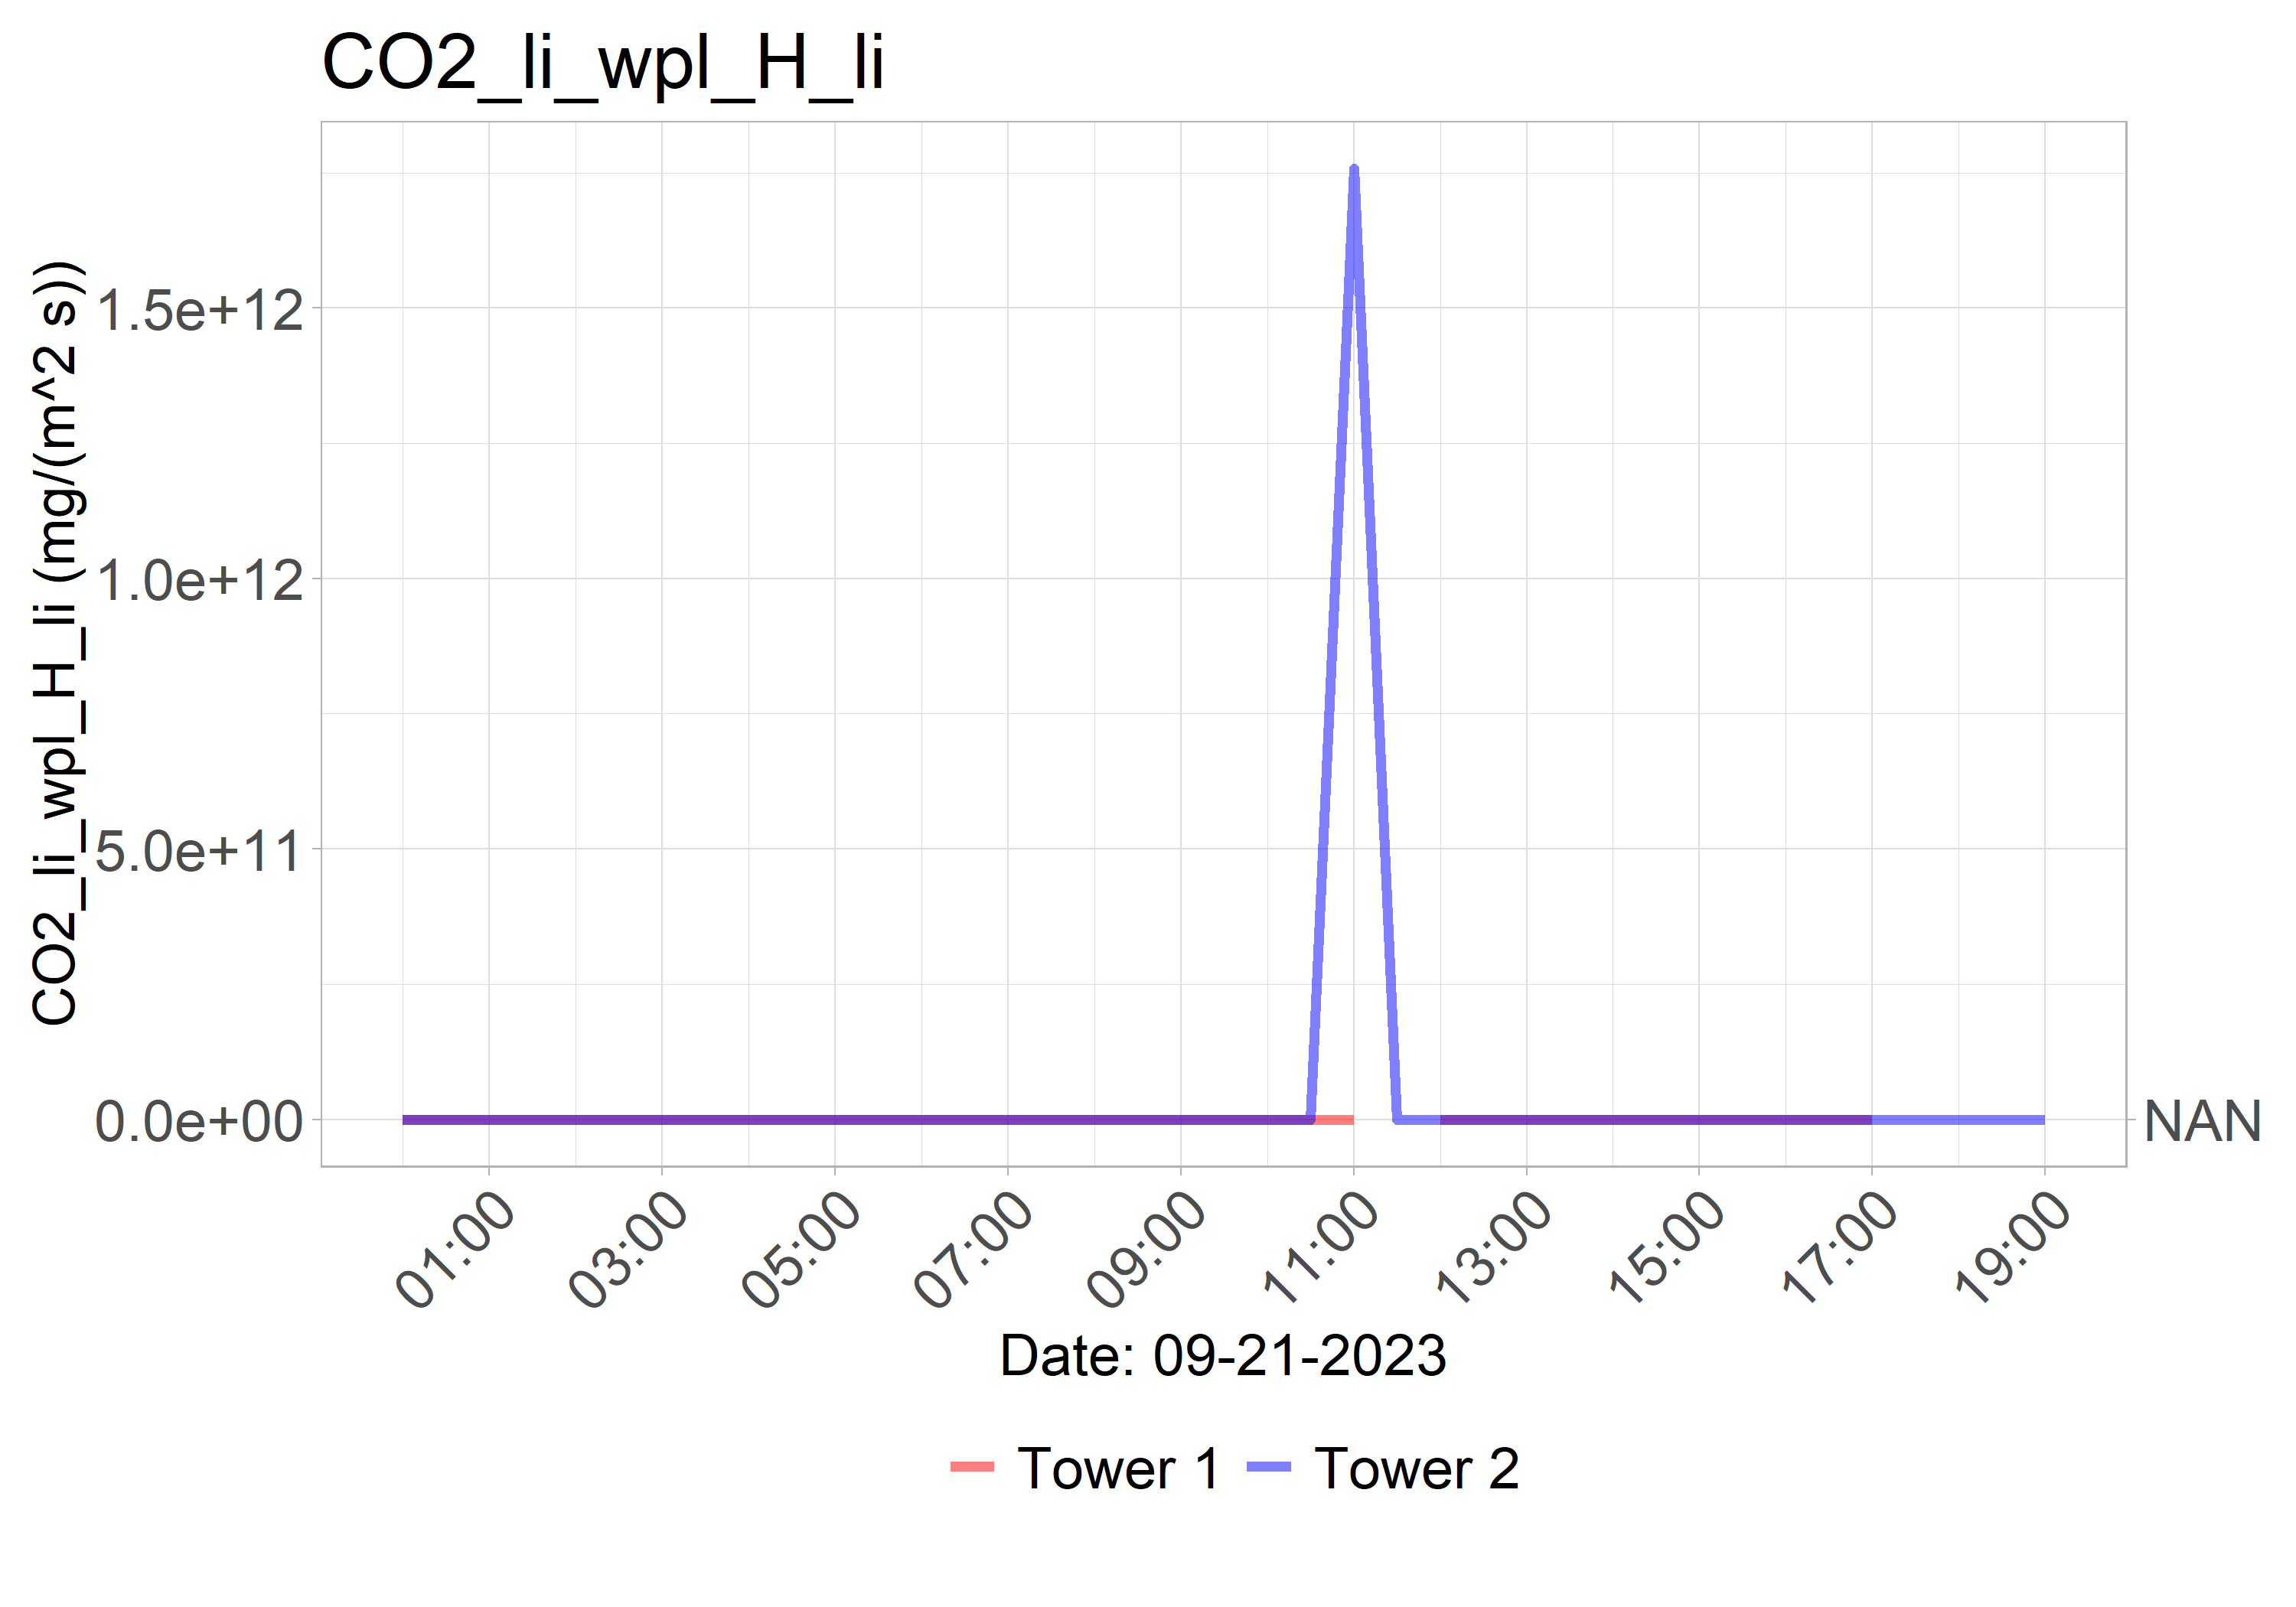 CO2_li_wpl_H_li
CO2_li_wpl_H_li (mg/(m^2 s))
1.5e+12
1.0e+12
5.0e+11
0.0e+00
NAN
01:00
03:00
05:00
07:00
09:00
11:00
13:00
15:00
17:00
19:00
Date: 09-21-2023
Tower 1
Tower 2